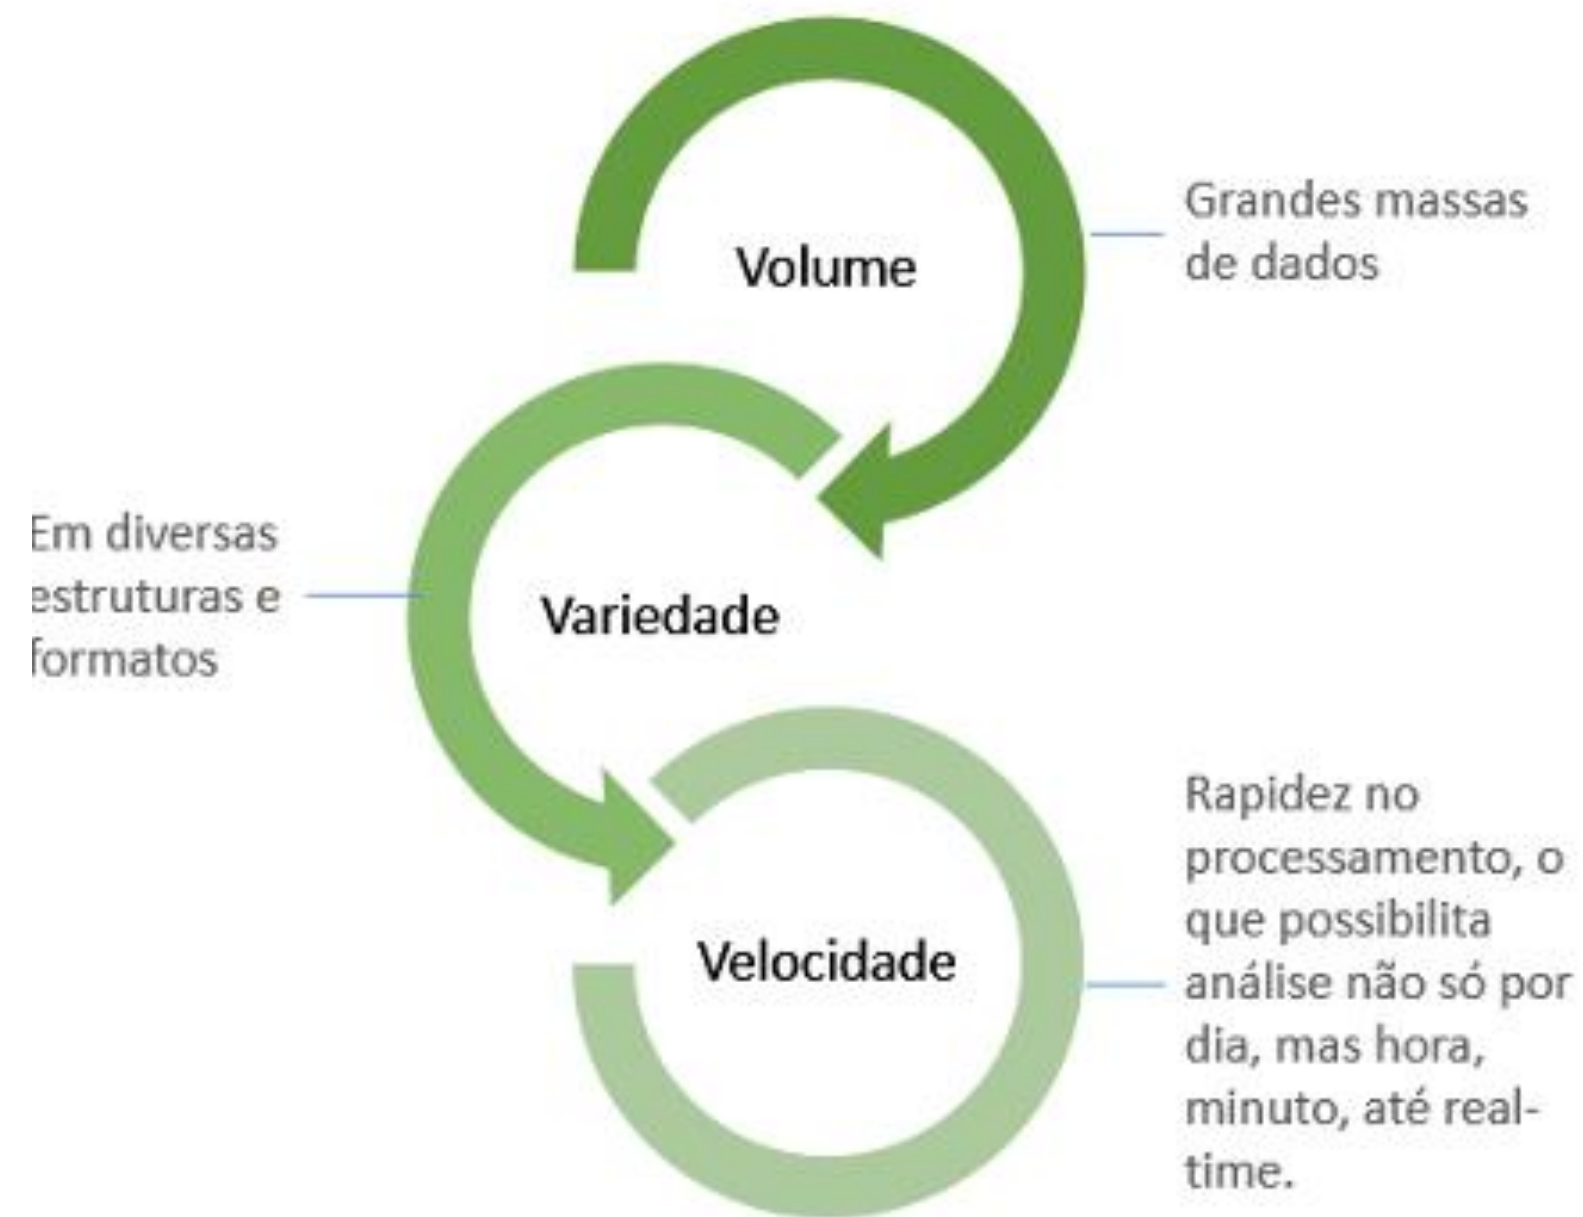 Volume
Grandes massas
de dados
Em diversas
estruturas e
formatos
Variedade
Velocidade
Rapidez no
processamento, o
que possibilita
análise não só por
dia, mas hora,
minuto, até real-
time.